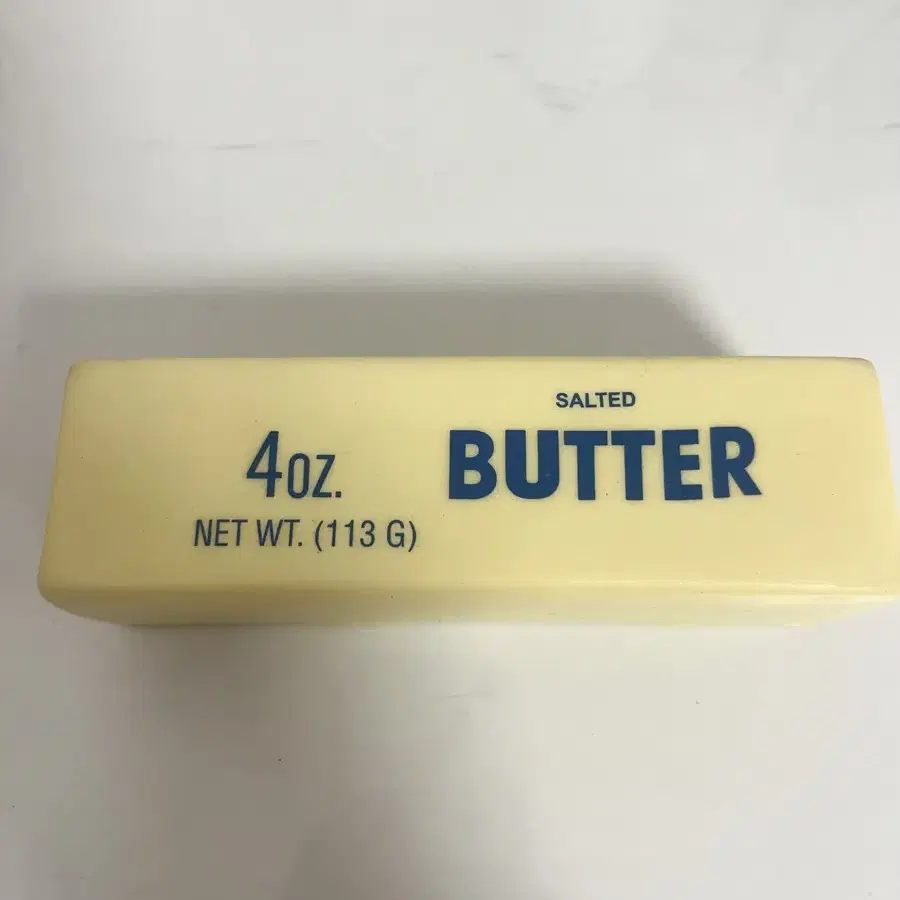 SALTED
4OZ. BUTTER
NET WT. (113 G)